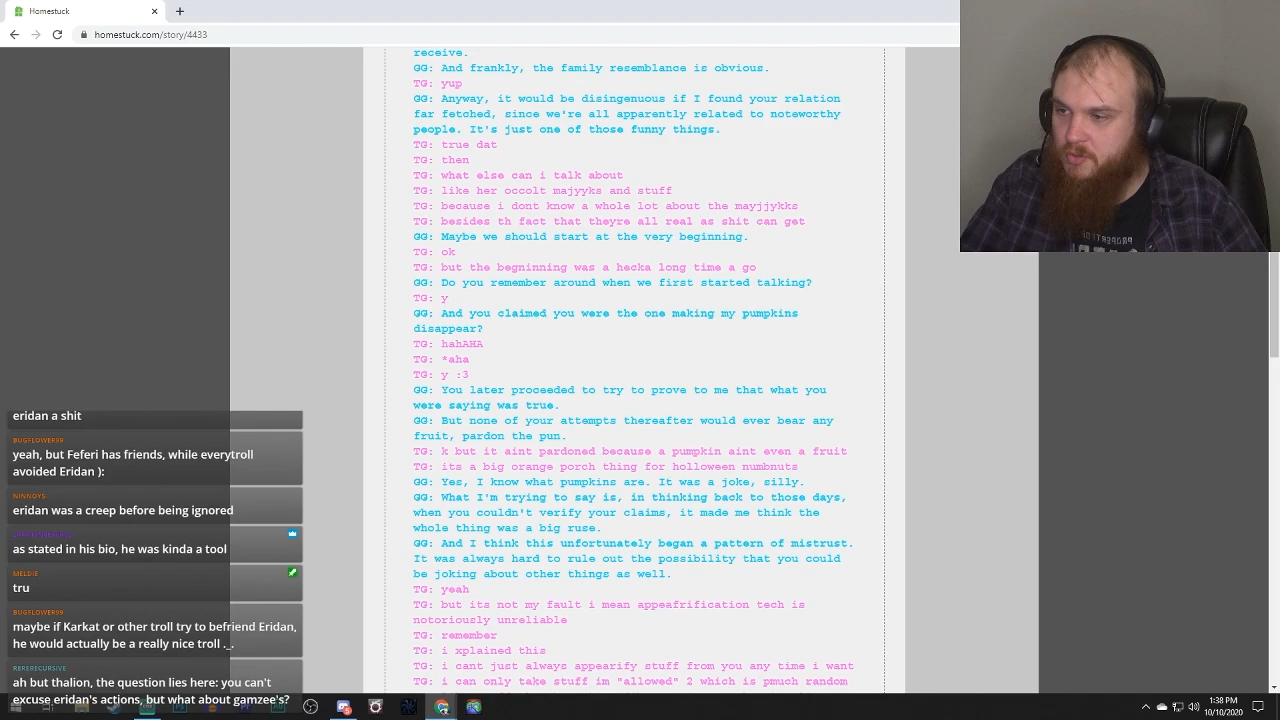 Homestuck
homestuck.com/story/4433
receive.
GG: And frankly, the family resemblance is obvious.
TG: yup
GG: Anyway, it would be disingenuous if I found your relation
far fetched, since we're all apparently related to noteworthy
people. It's just one of those funny things.
TG: true dat
TG: then
TG: what else can i talk about
TG: like her occolt majyyks and stuff
TG: because i dont know a whole lot about the mayjjykks
TG: besides th fact that theyre all real as shit can get
GG: Maybe we should start at the very beginning.
TG: ok
TG: but the begninning was a hecka long time a go
GG: Do you remember around when we first started talking?
TG: y
GG: And you claimed you were the one making my pumpkins
disappear?
TG: hahAHA
TG: *aha
TG: y :3
GG: You later proceeded to try to prove to me that what you
were saying was true.
GG: But none of your attempts thereafter would ever bear any
fruit, pardon the pun.
TG: k but it aint pardoned because a pumpkin aint even a fruit
TG: its a big orange porch thing for holloween numbnuts
GG: Yes, I know what pumpkins are. It was a joke, silly.
GG: What I'm trying to say is, in thinking back to those days,
when you couldn't verify your claims, it made me think the
whole thing was a big ruse.
GG: And I think this unfortunately began a pattern of mistrust.
It was always hard to rule out the possibility that you could
be joking about other things as well.
TG: yeah
TG: but its not my fault i mean appeafrification tech is
notoriously unreliable
TG: remember
TG: i xplained this
TG: i cant just always appearify stuff from you any time i want
TG: i can only take stuff im "allowed" 2 which is pmuch random
eridan a shit
BUGFLOWER99
yeah, but Feferi has friends, while everytroll
avoided Eridan ):
NINNOYS
eridan was a creep before being ignored
as stated in his bio, he was kinda a tool
MELDIE
tru
BUGFLOWER99
maybe if Karkat or other troll try to befriend Eridan,
he would actually be a really nice troll ._.
RERERECURSIVE
ah but thalion, the question lies here: you can't
excuse eridan's actions, but what about gamzee's?
1:38 PM
10/10/2020